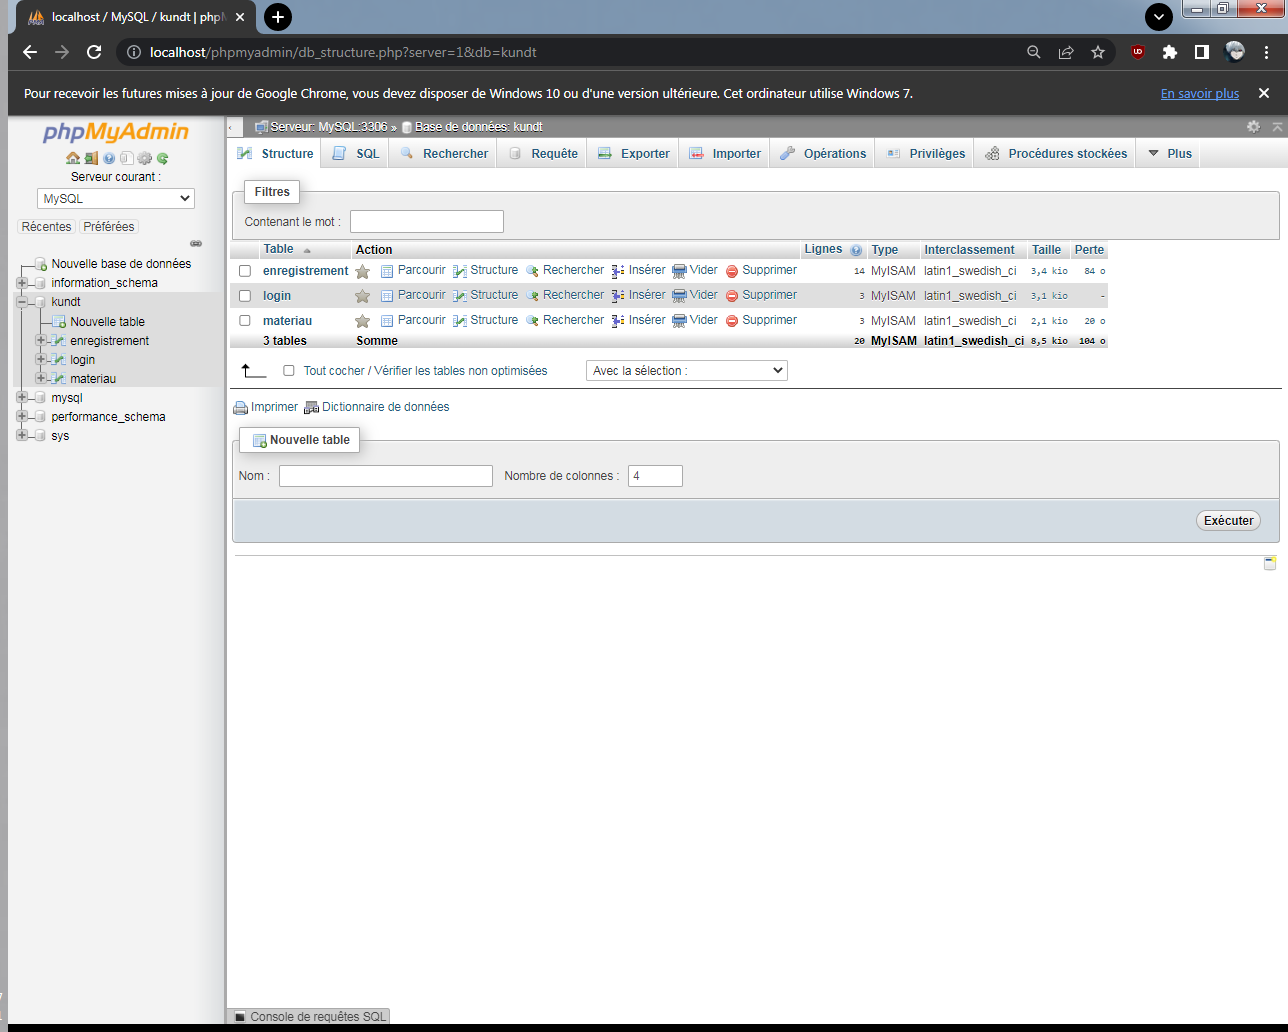 localhost / MySQL / kundt | php
localhost/phpmyadmin/db_structure.php?server=1&db=kundt
Pour recevoir les futures mises à jour de Google Chrome, vous devez disposer de Windows 10 ou d'une version ultérieure. Cet ordinateur utilise Windows 7. En savoir plus
phpMyAdmin
Serveur courant :
MySQL
Récentes Préférées
Nouvelle base de données
information_schema
kundt
Nouvelle table
enregistrement
login
materiau
mysql
performance_schema
sys
Serveur: MySQL:3306 » Base de données: kundt
Structure SQL Rechercher Requête Exporter Importer Opérations Privilèges Procédures stockées Plus
Filtres
Contenant le mot :
Table Action Lignes Type Interclassement Taille Perte
enregistrement Parcourir Structure Rechercher Insérer Vider Supprimer 14 MyISAM latin1_swedish_ci 3,4 kio 84 o
login Parcourir Structure Rechercher Insérer Vider Supprimer 3 MyISAM latin1_swedish_ci 3,1 kio -
materiau Parcourir Structure Rechercher Insérer Vider Supprimer 3 MyISAM latin1_swedish_ci 2,1 kio 20 o
3 tables Somme 20 MyISAM latin1_swedish_ci 8,5 kio 104 o
Tout cocher / Vérifier les tables non optimisées Avec la sélection :
Imprimer Dictionnaire de données
Nouvelle table
Nom : Nombre de colonnes : 4
Exécuter
Console de requêtes SQL